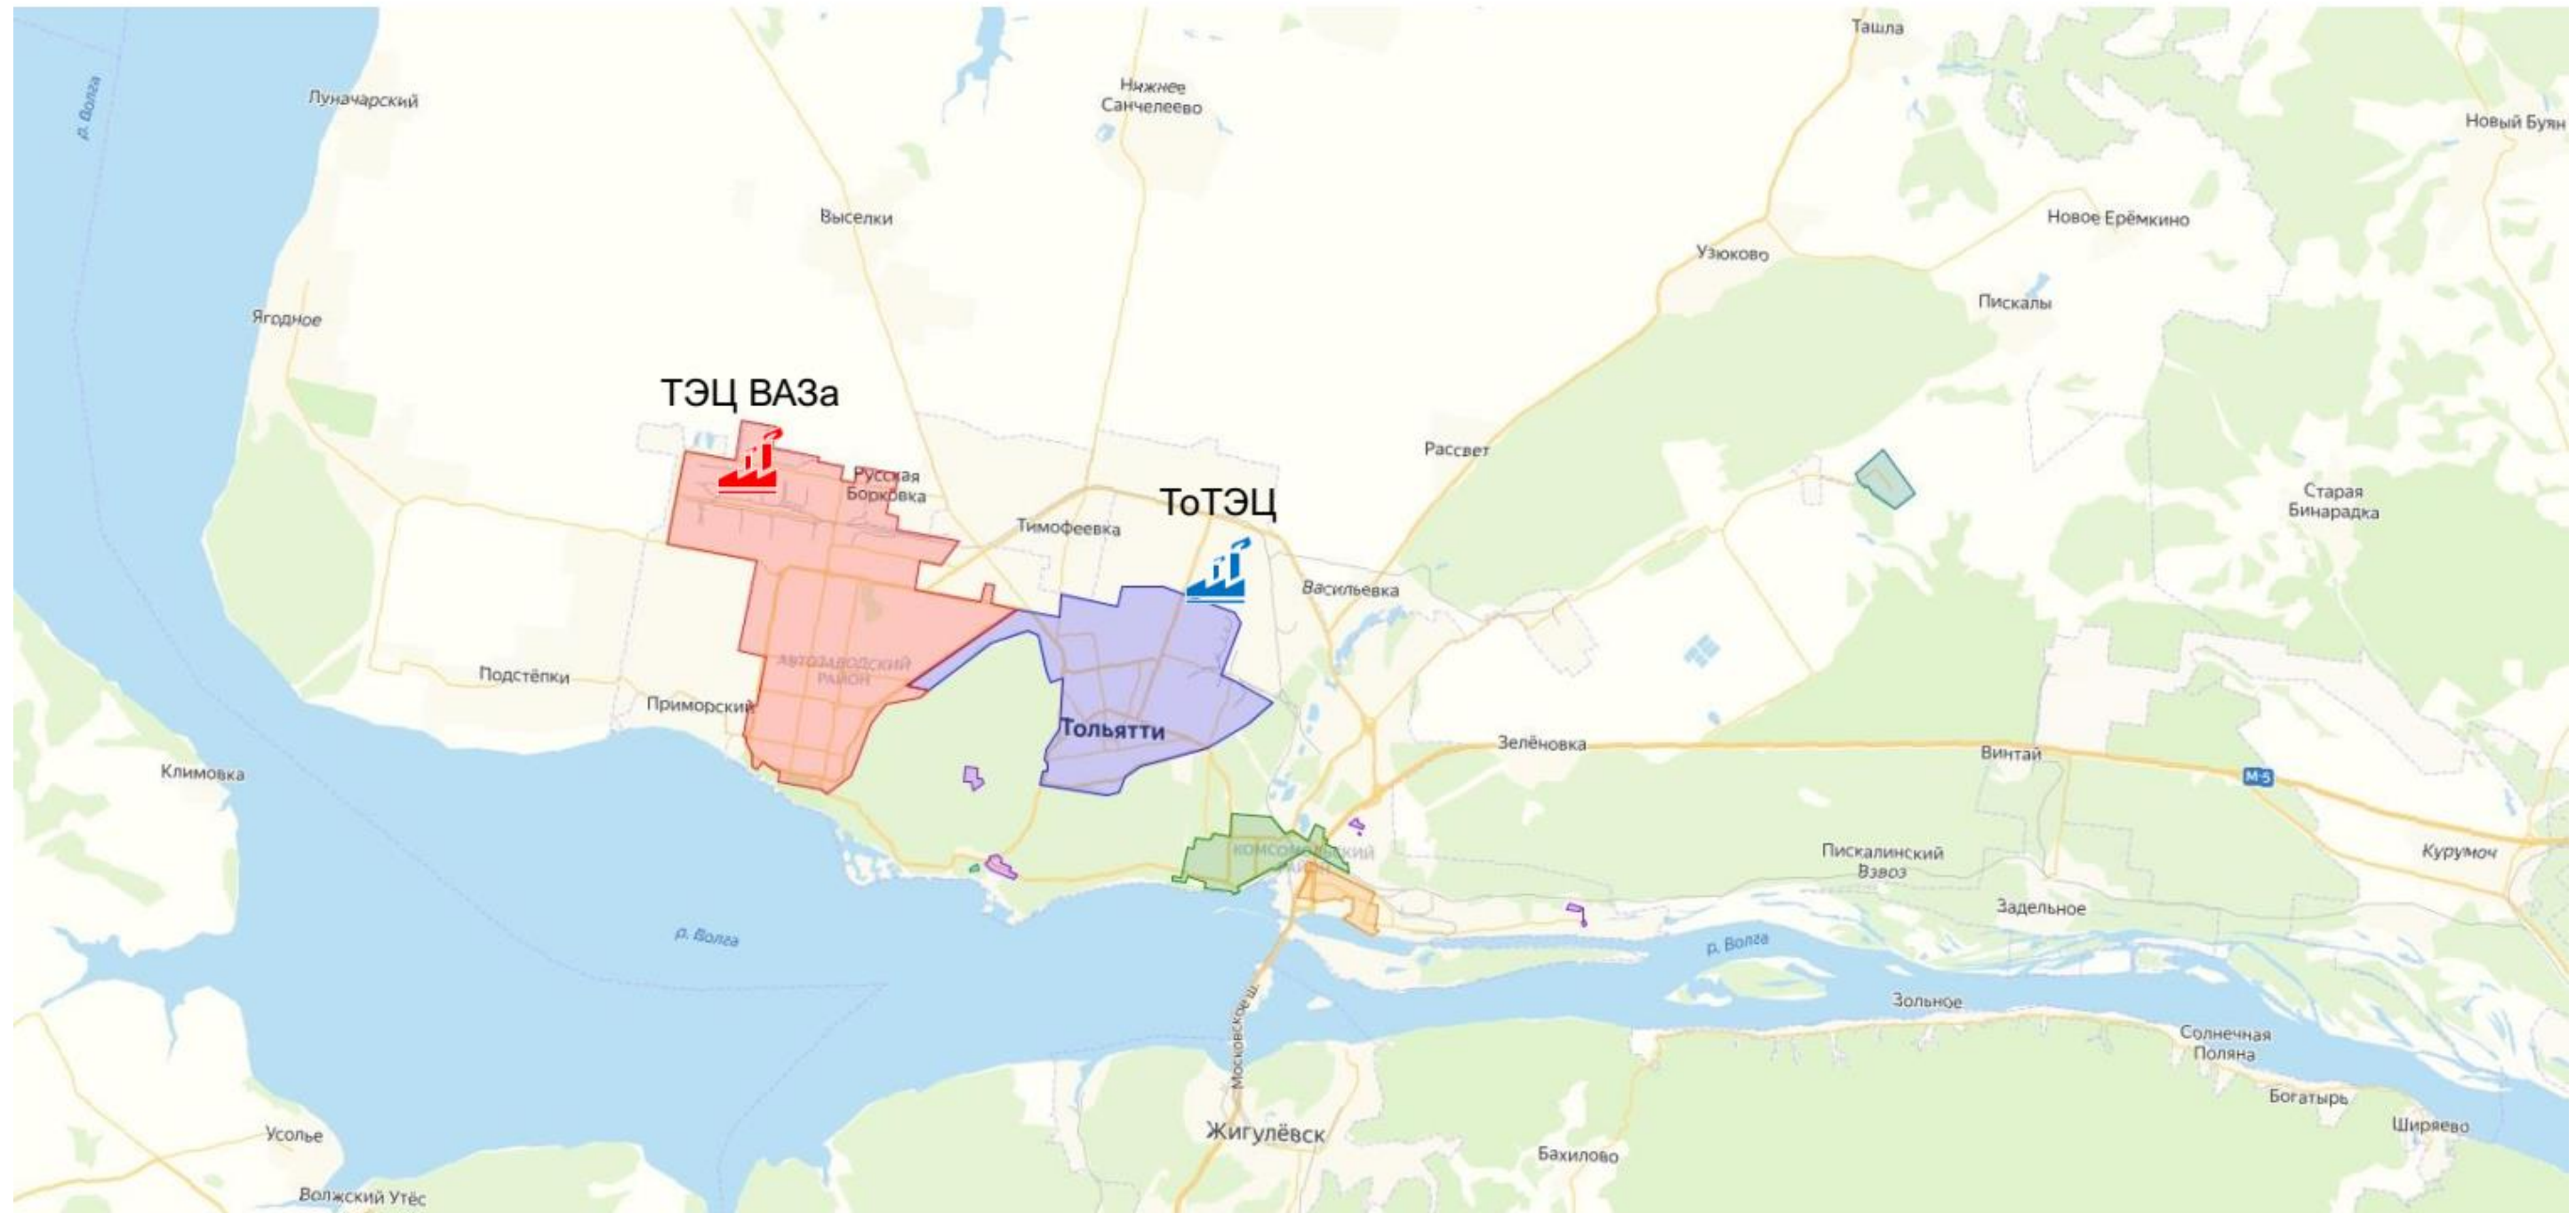 Ташла
р. Волга
Луначарский
Нижнее
Санчелеево
Новый Буян
Выселки
Новое Ерёмкино
Узюково
Пискалы
Ягодное
ТЭЦ ВАЗа
Рассвет
Русская
Борковка
ТоТЭЦ
Старая
Бинарадка
Тимофеевка
Васильевка
АВТОЗАВОДСКИЙ
РАЙОН
Подстёпки
Приморский
Тольятти
Зелёновка
Винтай
Климовка
М-5
КОМСОМОЛЬСКИЙ
РАЙОН
Пискалинский
Взвоз
Курумоч
Задельное
р. Волга
р. Волга
Зольное
Московское ш.
Солнечная
Поляна
Богатырь
Ширяево
Усолье
Жигулёвск
Бахилово
Волжский Утёс